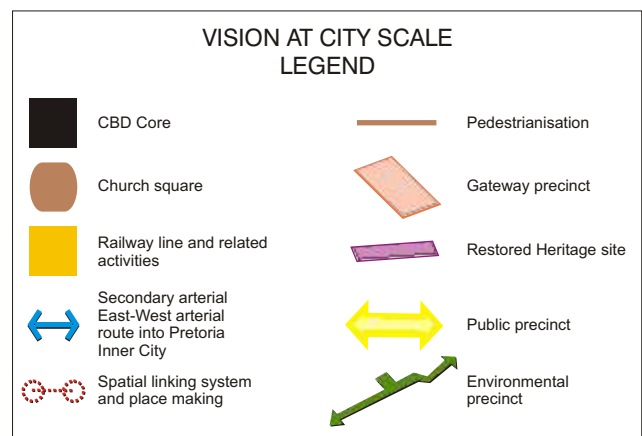 VISION AT CITY SCALE
LEGEND
CBD Core
Church square
Railway line and related
activities
Secondary arterial
East-West arterial
route into Pretoria
Inner City
Spatial linking system
and place making
Pedestrianisation
Gateway precinct
Restored Heritage site
Public precinct
Environmental
precinct